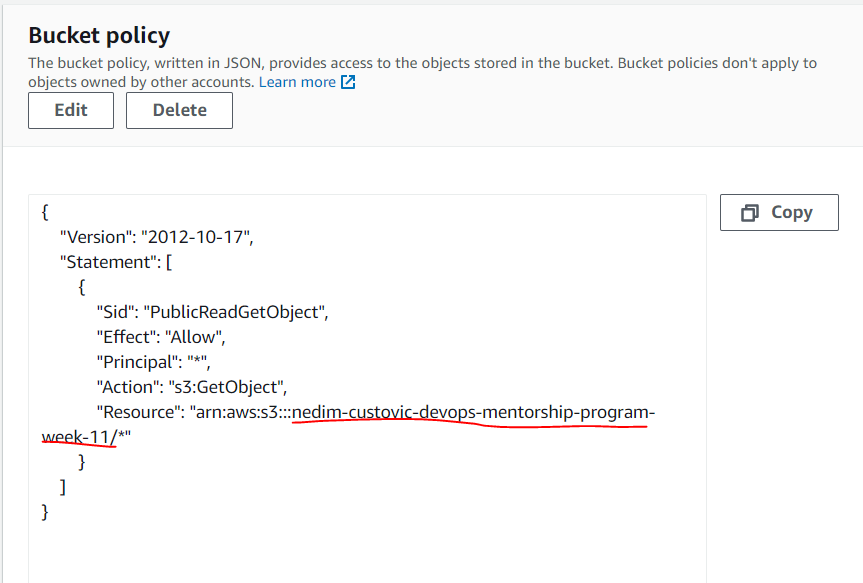 Bucket policy
The bucket policy, written in JSON, provides access to the objects stored in the bucket. Bucket policies don't apply to
objects owned by other accounts. Learn more
Edit Delete
{
"Version": "2012-10-17",
"Statement": [
{
"Sid": "PublicReadGetObject",
"Effect": "Allow",
"Principal": "*",
"Action": "s3:GetObject",
"Resource": "arn:aws:s3:::nedim-custovic-devops-mentorship-program-
week-11/*"
}
]
}
Copy